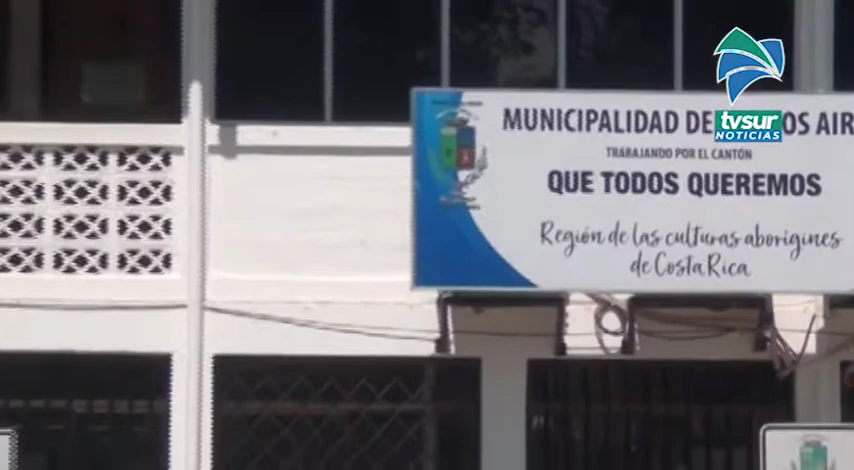 tvsur
NOTICIAS
MUNICIPALIDAD DE OS AIR
TRABAJANDO POR EL CANTÓN
QUE TODOS QUEREMOS
Región de las culturas aborígines
de Costa Rica